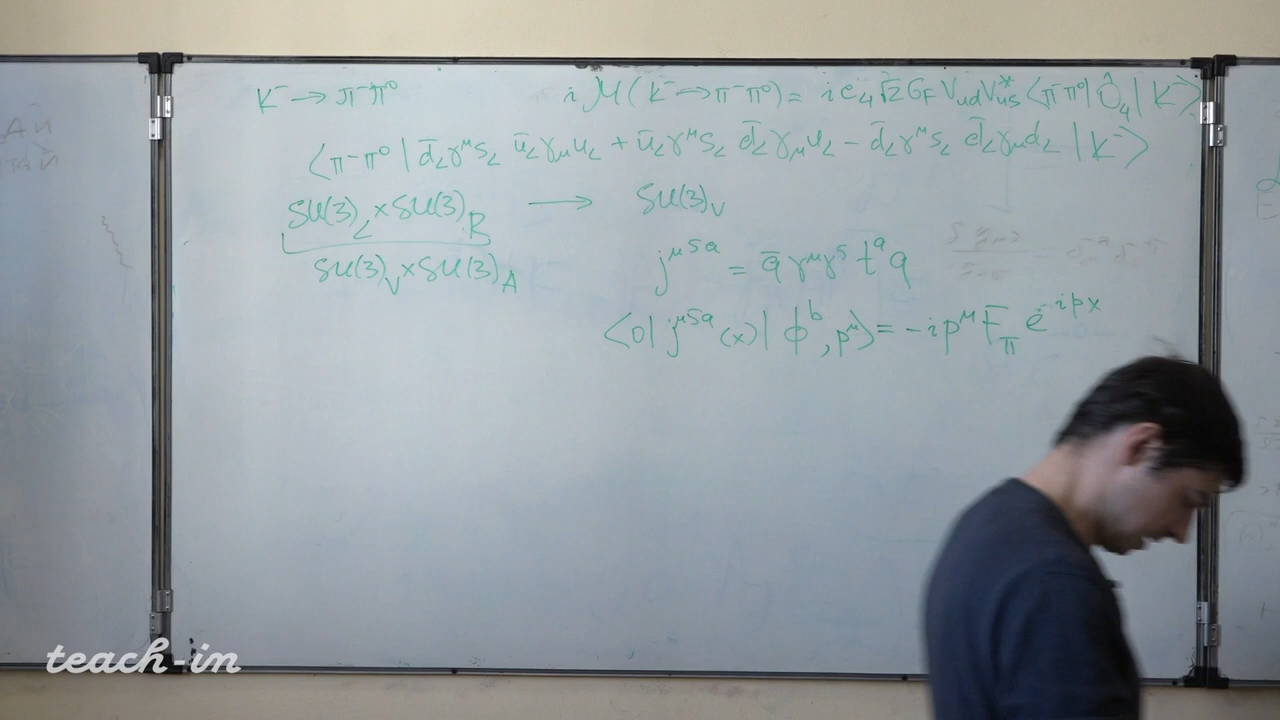 K⁻ → π⁻π⁰
iM(K⁻ → π⁻π⁰) = i c₄ √2 G_F V_ud V*_us ⟨π⁻π⁰| Ô₄ | K⁻⟩
⟨π⁻π⁰ | d̄_L γ^μ s_L ū_L γ_μ u_L + ū_L γ^μ s_L d̄_L γ_μ u_L − d̄_L γ^μ s_L d̄_L γ_μ d_L | K⁻⟩
SU(3)_L × SU(3)_R → SU(3)_V
SU(3)_V × SU(3)_A
j^{μ5a} = q̄ γ^μ γ^5 t^a q
⟨0| j^{μ5a}(x) | ϕ^b, p^μ⟩ = −i p^μ F_π e^{−ipx}
teach-in